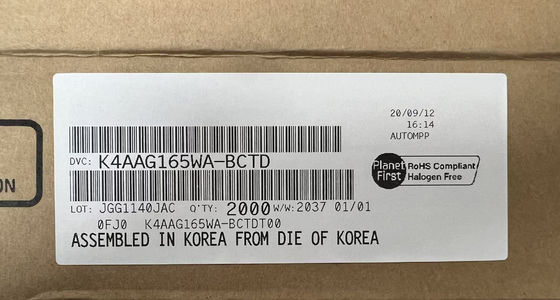 20/09/12
16:14
AUTOMPP
DVC: K4AAG165WA-BCTD
Planet First RoHS Compliant
Halogen Free
LOT: JGG1140JAC Q'TY: 2000 W/W: 2037 01/01
0FJ0 K4AAG165WA-BCTDT00
ASSEMBLED IN KOREA FROM DIE OF KOREA
ON